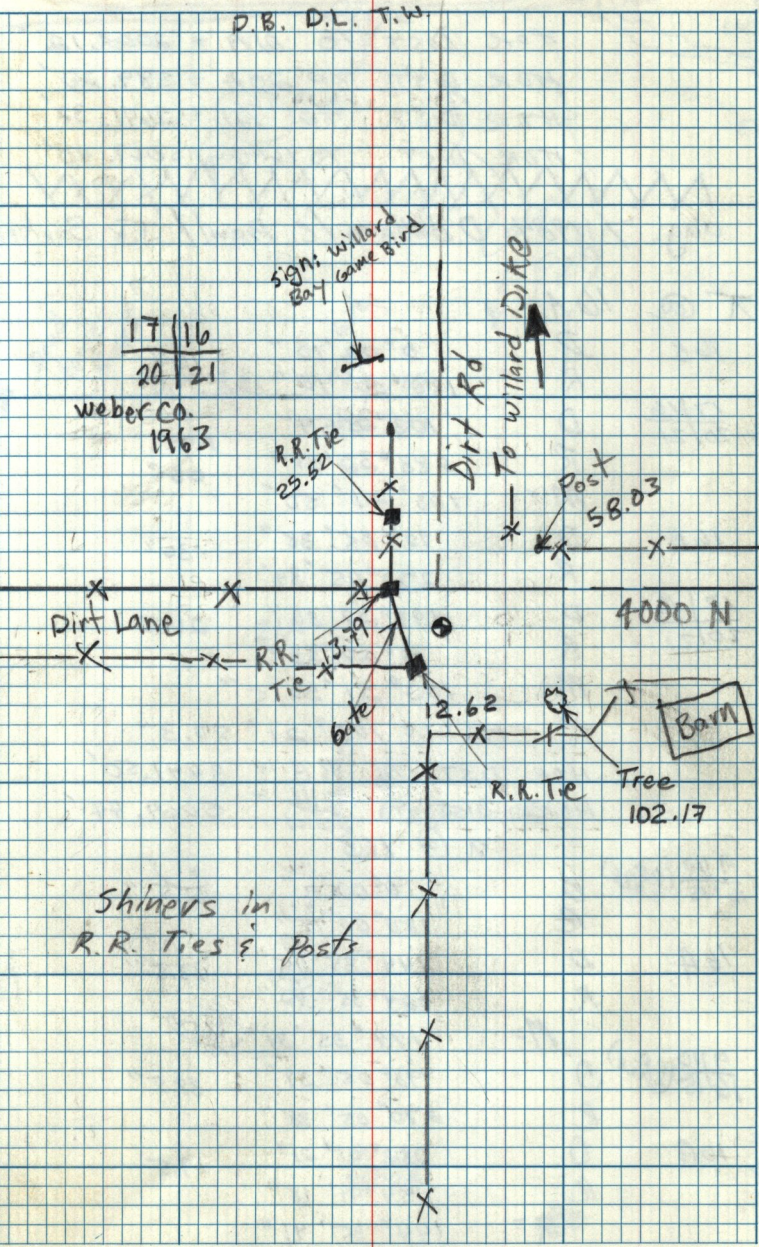 D.B. D.L. T.W.
sign: willard
Bay Game Bird
17 16
20 21
weber Co.
1963
Dirt Rd
To willard Dike
R.R. Tie
25.52
Post
58.03
Dirt Lane
4000 N
R.R.
Tie
13.79
Gate
12.62
R.R. Tie
Tree
102.17
Barn
Shiners in
R.R. Ties & Posts